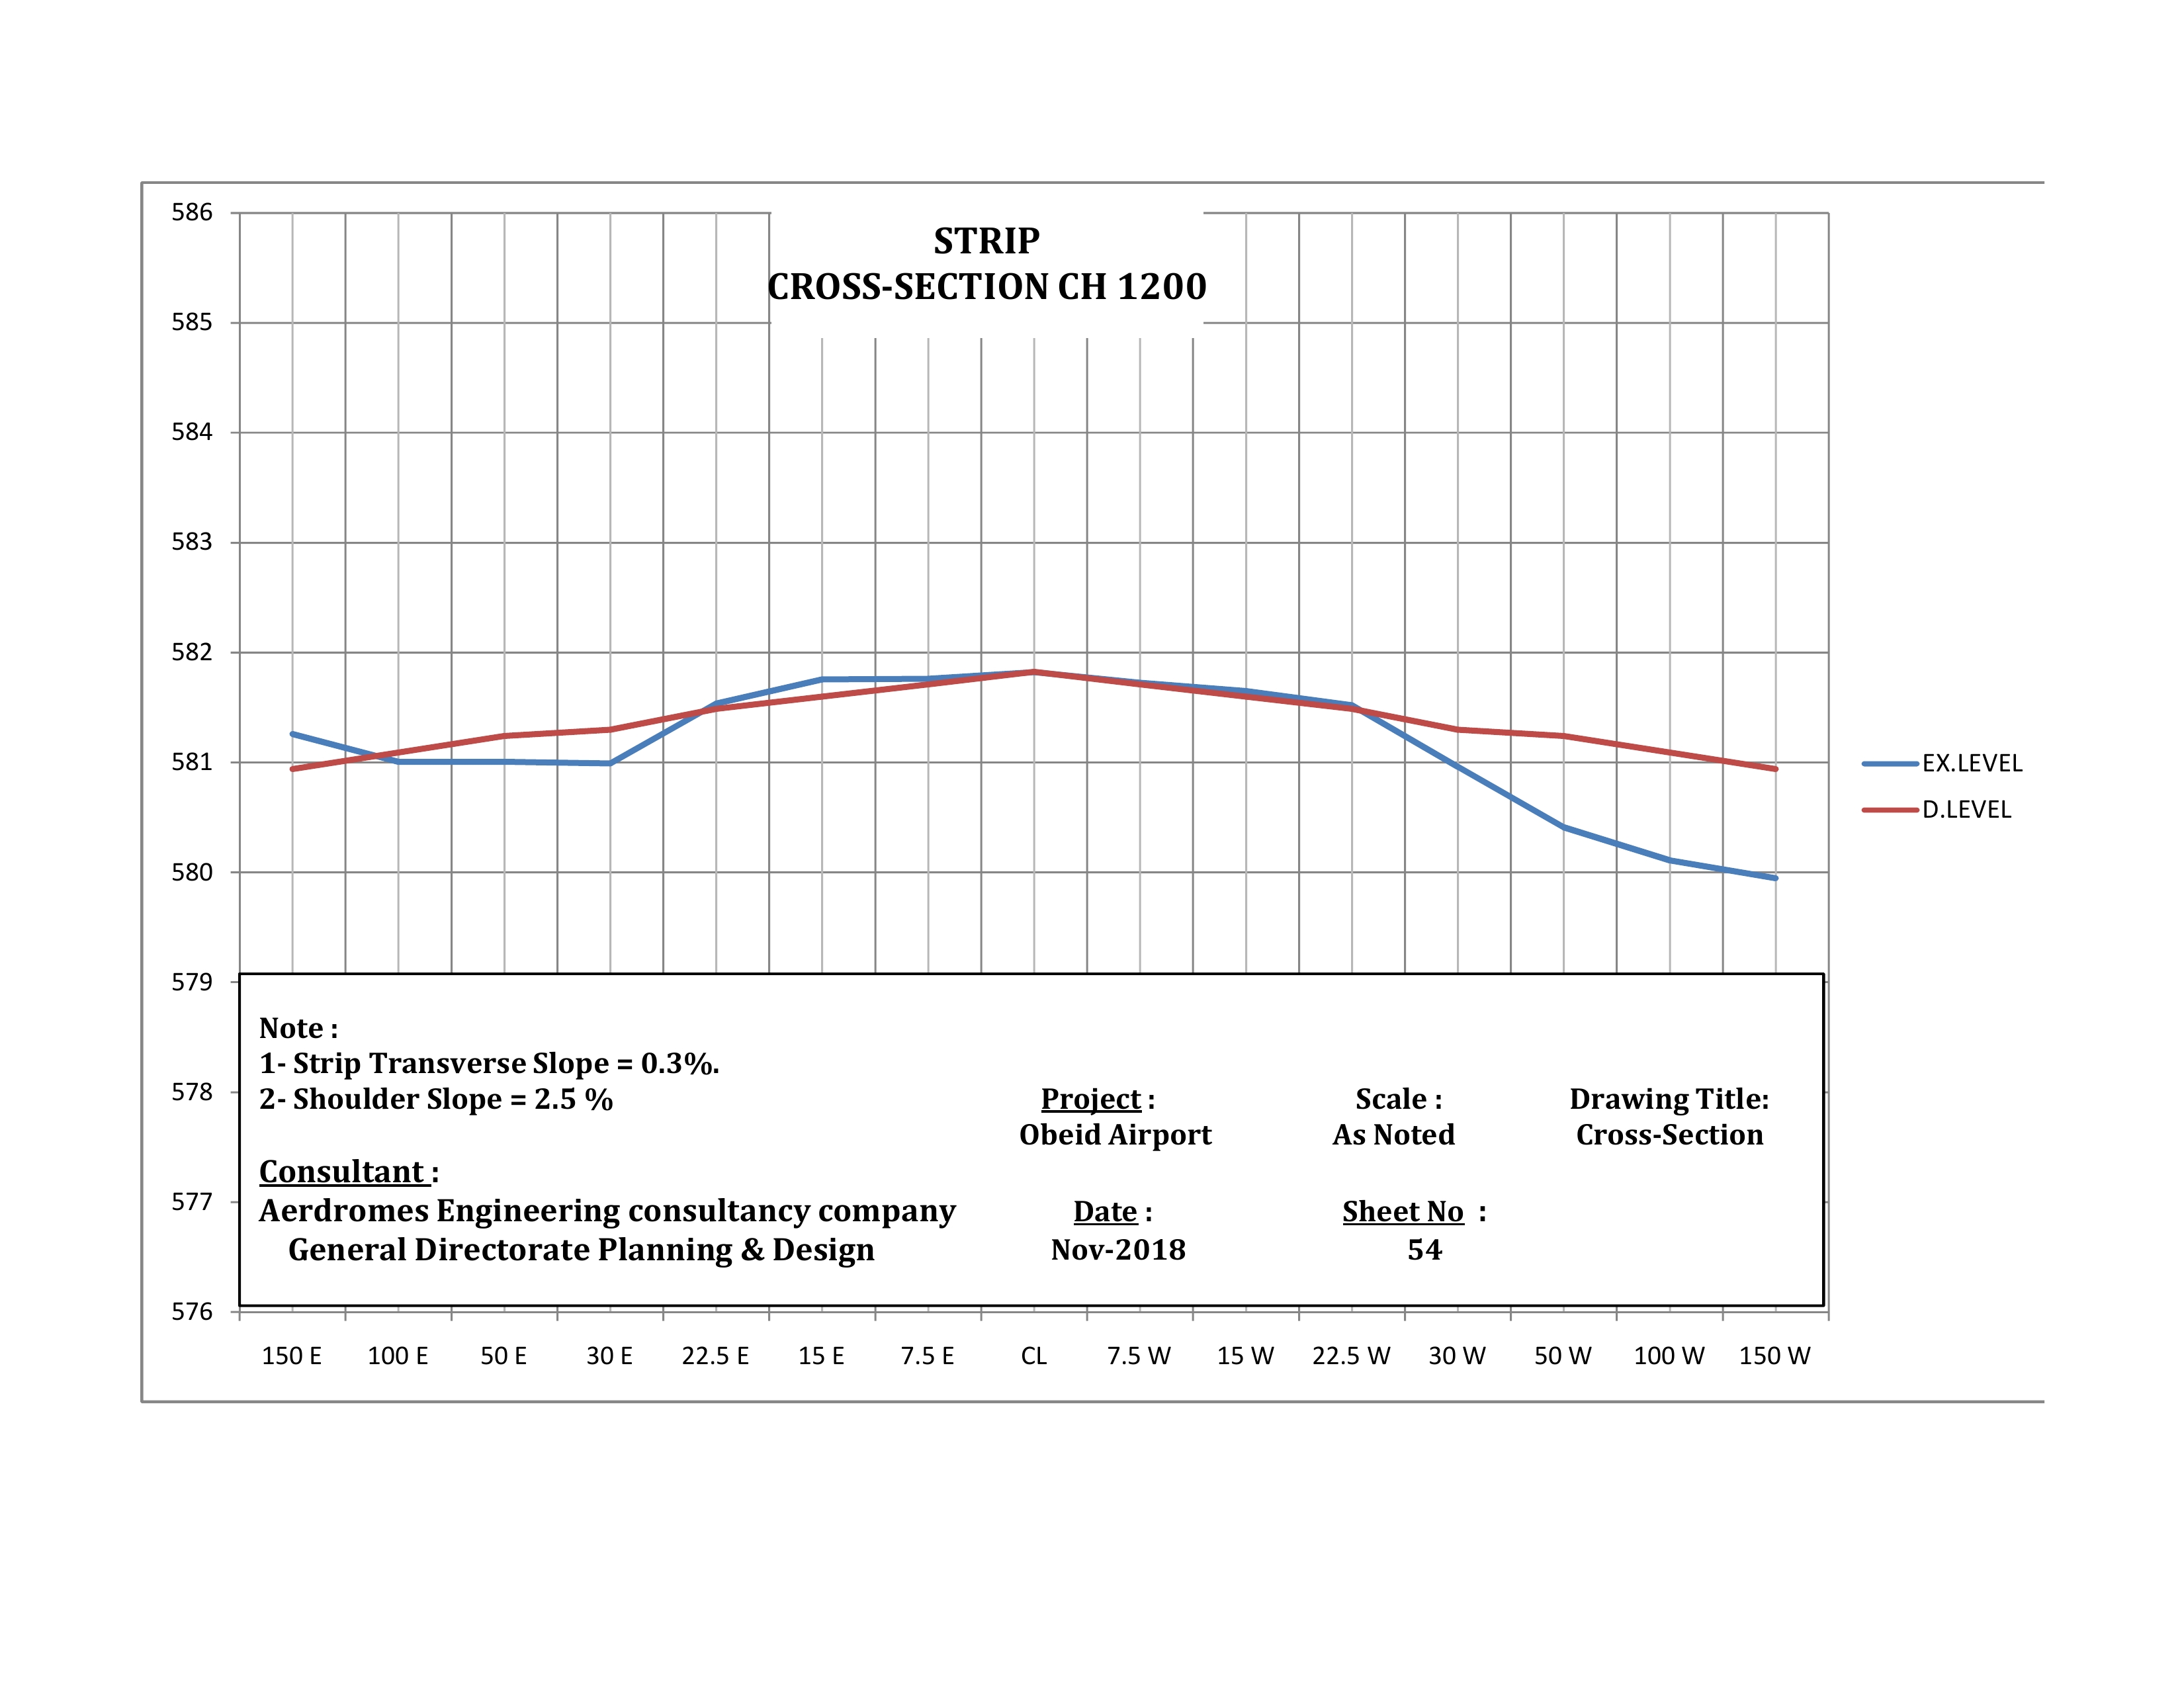 STRIP
CROSS-SECTION CH 1200
586
585
584
583
582
581
580
579
578
577
576
EX.LEVEL
D.LEVEL
Note :
1- Strip Transverse Slope = 0.3%.
2- Shoulder Slope = 2.5 %
Consultant :
Aerdromes Engineering consultancy company
General Directorate Planning & Design
Project :
Obeid Airport
Date :
Nov-2018
Scale :
As Noted
Sheet No :
54
Drawing Title:
Cross-Section
150 E 100 E 50 E 30 E 22.5 E 15 E 7.5 E CL 7.5 W 15 W 22.5 W 30 W 50 W 100 W 150 W